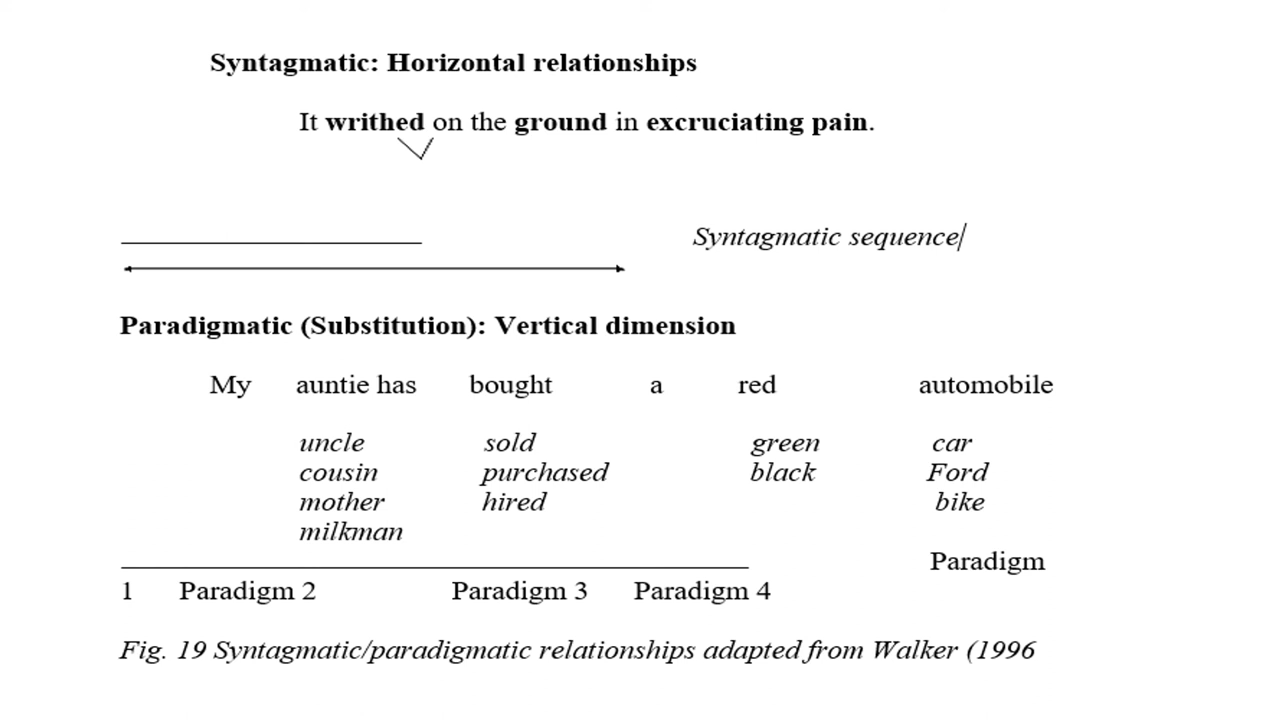 Syntagmatic: Horizontal relationships
It writhed on the ground in excruciating pain.
Syntagmatic sequence/
Paradigmatic (Substitution): Vertical dimension
My auntie has bought a red automobile
uncle sold green car
cousin purchased black Ford
mother hired bike
milkman
Paradigm
1 Paradigm 2 Paradigm 3 Paradigm 4
Fig. 19 Syntagmatic/paradigmatic relationships adapted from Walker (1996